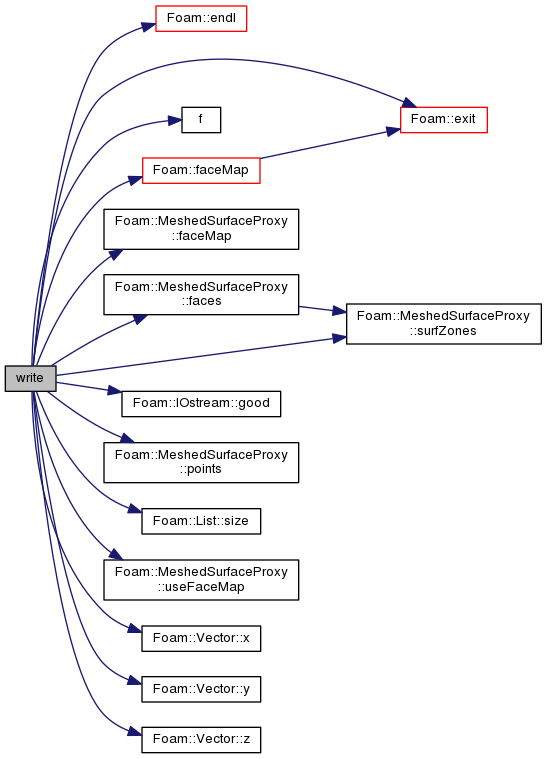 Foam::endl
f
Foam::exit
Foam::faceMap
Foam::MeshedSurfaceProxy
::faceMap
Foam::MeshedSurfaceProxy
::faces
Foam::MeshedSurfaceProxy
::surfZones
write
Foam::IOstream::good
Foam::MeshedSurfaceProxy
::points
Foam::List::size
Foam::MeshedSurfaceProxy
::useFaceMap
Foam::Vector::x
Foam::Vector::y
Foam::Vector::z